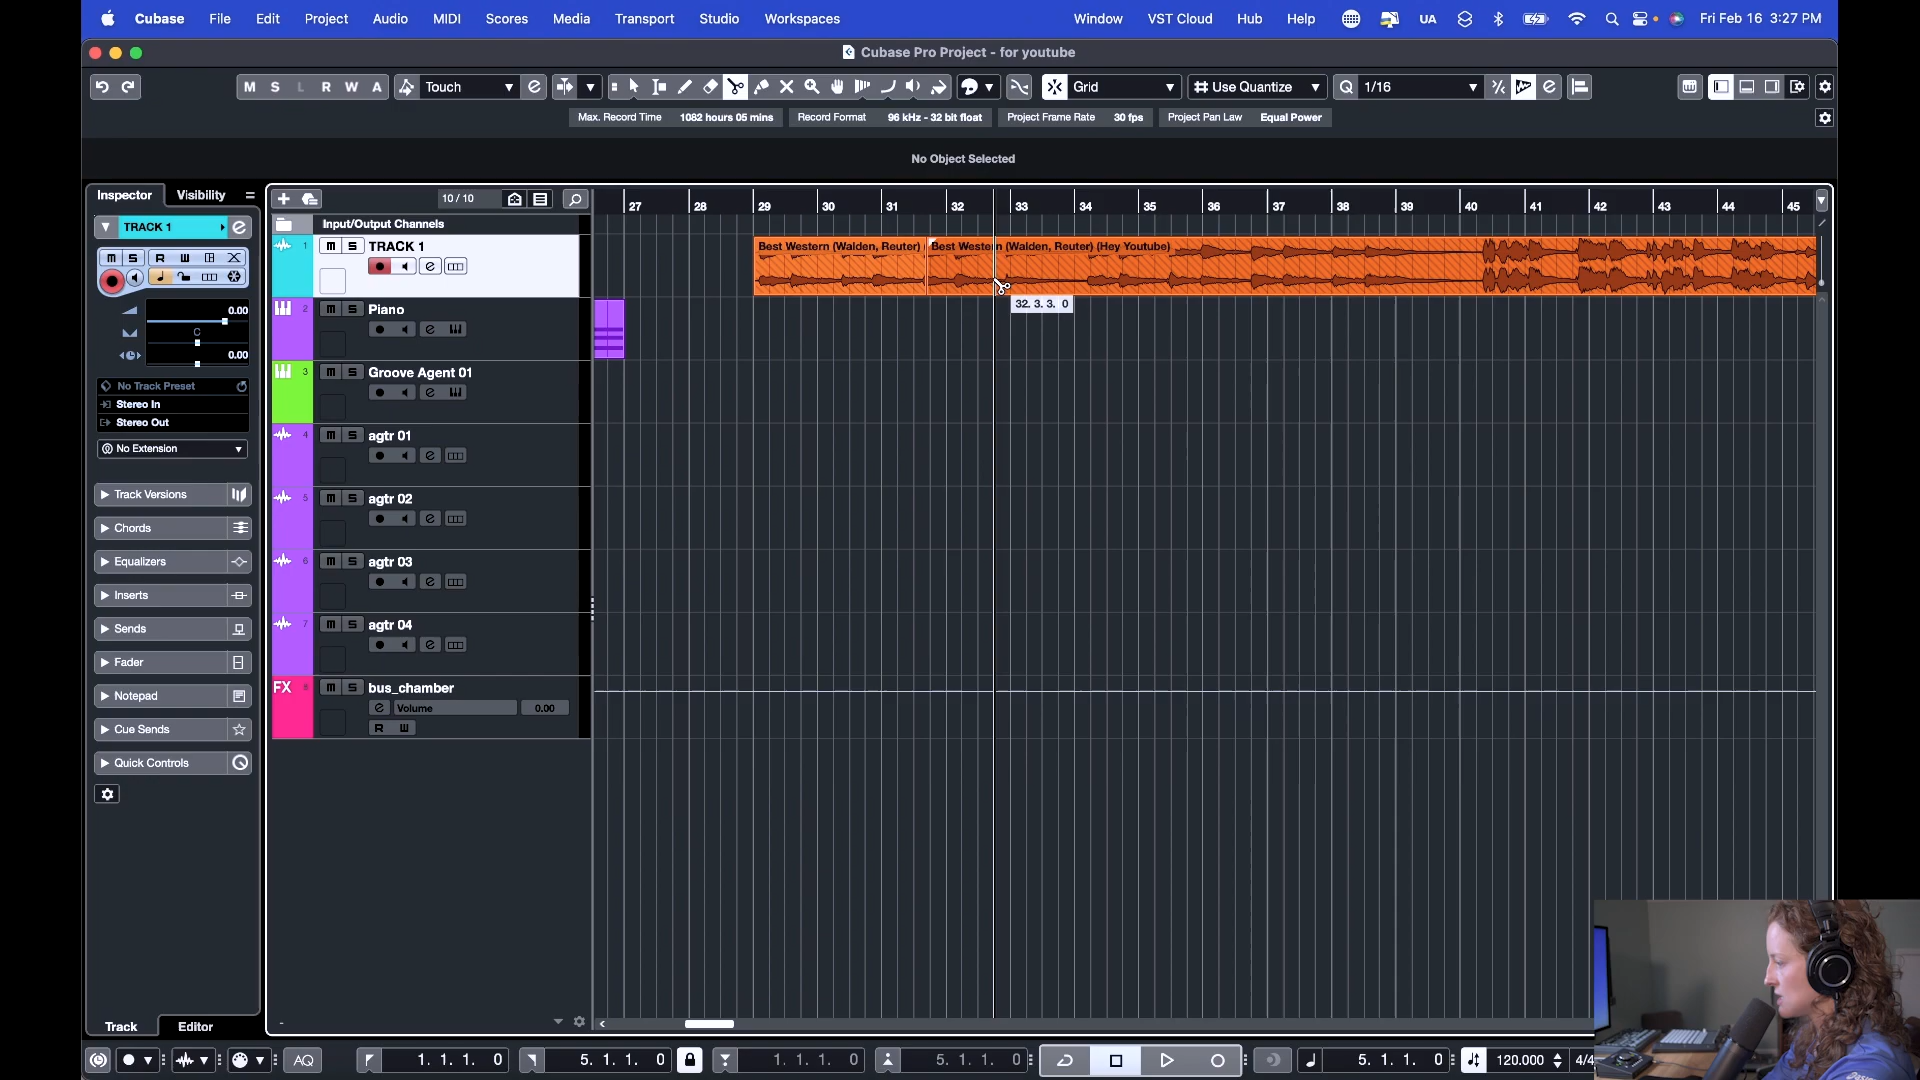 Cubase File Edit Project Audio MIDI Scores Media Transport Studio Workspaces Window VST Cloud Hub Help UA Fri Feb 16 3:27 PM
Cubase Pro Project - for youtube
M S L R W A Touch Grid Use Quantize Q 1/16
Max. Record Time 1082 hours 05 mins Record Format 96 kHz - 32 bit float Project Frame Rate 30 fps Project Pan Law Equal Power
No Object Selected
Inspector Visibility 10 / 10 27 28 29 30 31 32 33 34 35 36 37 38 39 40 41 42 43 44 45
Input/Output Channels
TRACK 1
1 m S TRACK 1
Best Western (Walden, Reuter) Best Western (Walden, Reuter) (Hey Youtube)
m S R W
32. 3. 3. 0
0.00
C
0.00
2 m S Piano
No Track Preset
Stereo In
Stereo Out
No Extension
3 m S Groove Agent 01
4 m S agtr 01
5 m S agtr 02
6 m S agtr 03
7 m S agtr 04
FX 8 m S bus_chamber
Volume 0.00
R W
Track Versions
Chords
Equalizers
Inserts
Sends
Fader
Notepad
Cue Sends
Quick Controls
Track Editor
AQ 1. 1. 1. 0 5. 1. 1. 0 1. 1. 1. 0 5. 1. 1. 0 5. 1. 1. 0 120.000 4/4